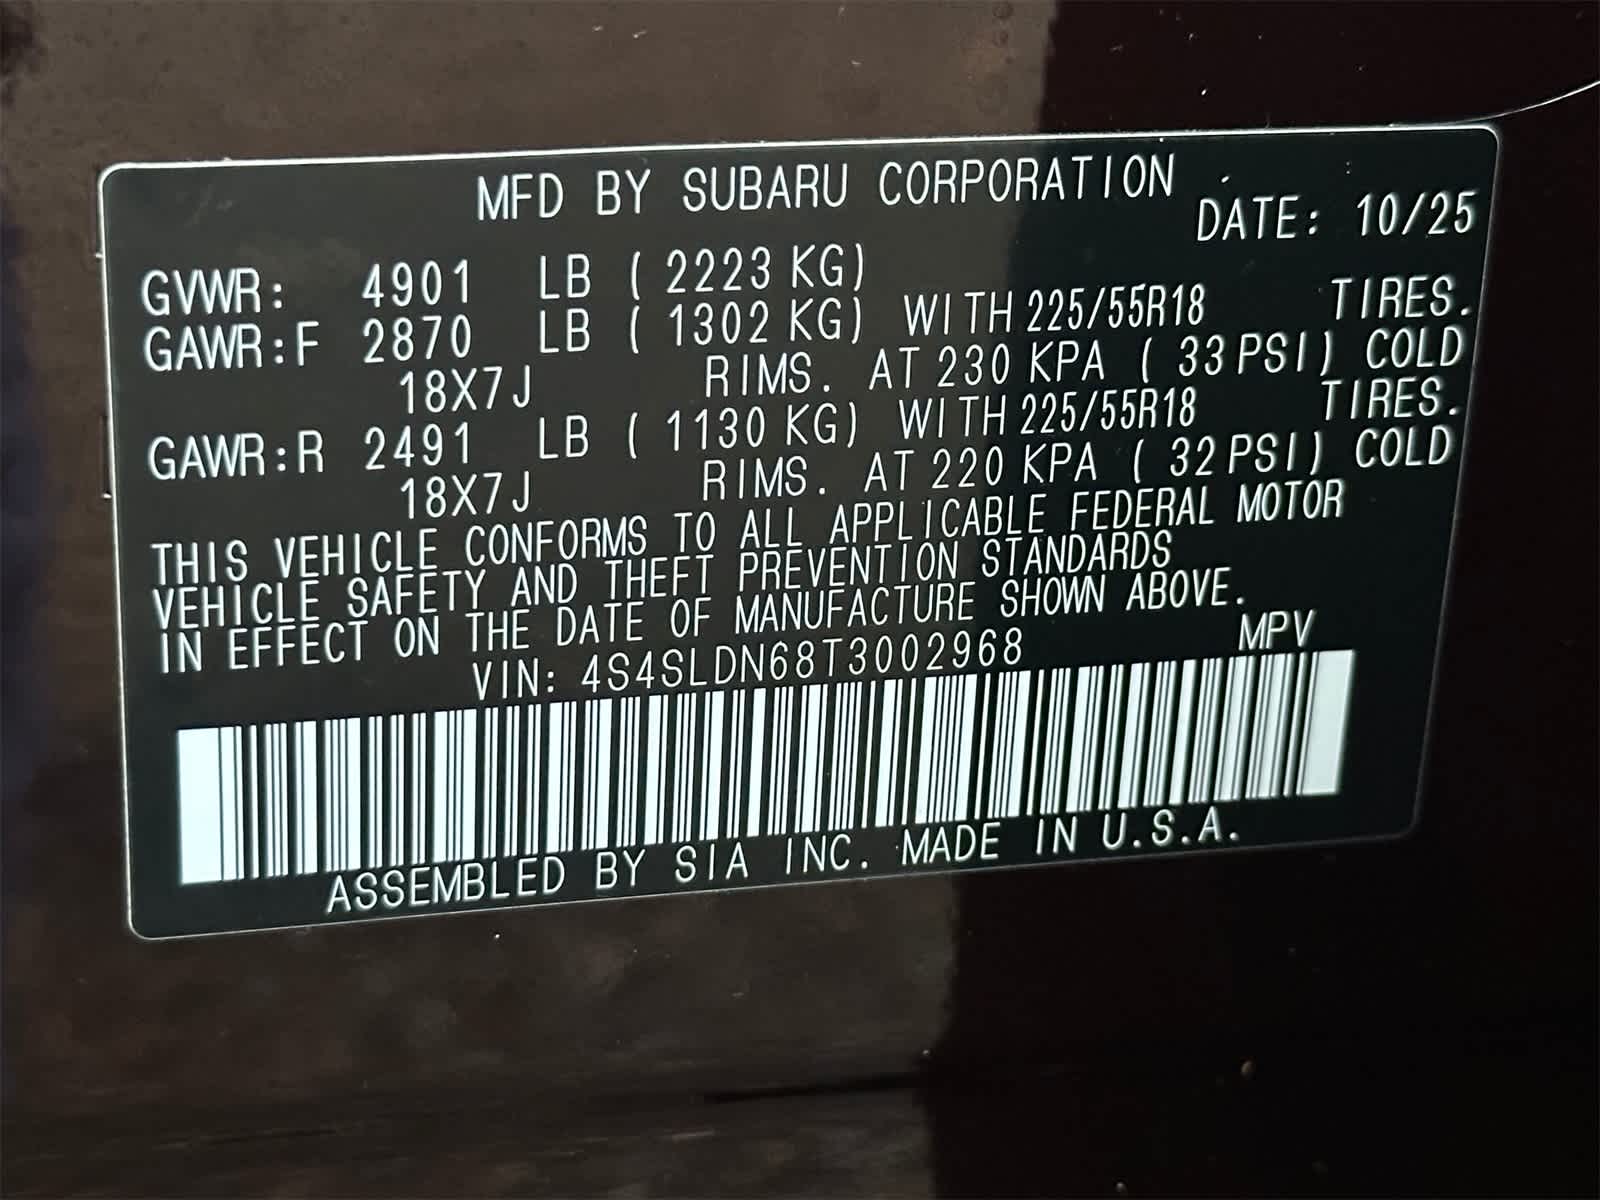 MFD BY SUBARU CORPORATION DATE: 10/25
GVWR: 4901 LB ( 2223 KG)
GAWR:F 2870 LB ( 1302 KG) WITH 225/55R18 TIRES.
18X7J RIMS. AT 230 KPA ( 33 PSI) COLD
GAWR:R 2491 LB ( 1130 KG) WITH 225/55R18 TIRES.
18X7J RIMS. AT 220 KPA ( 32 PSI) COLD
THIS VEHICLE CONFORMS TO ALL APPLICABLE FEDERAL MOTOR
VEHICLE SAFETY AND THEFT PREVENTION STANDARDS
IN EFFECT ON THE DATE OF MANUFACTURE SHOWN ABOVE.
VIN: 4S4SLDN68T3002968 MPV
ASSEMBLED BY SIA INC. MADE IN U.S.A.